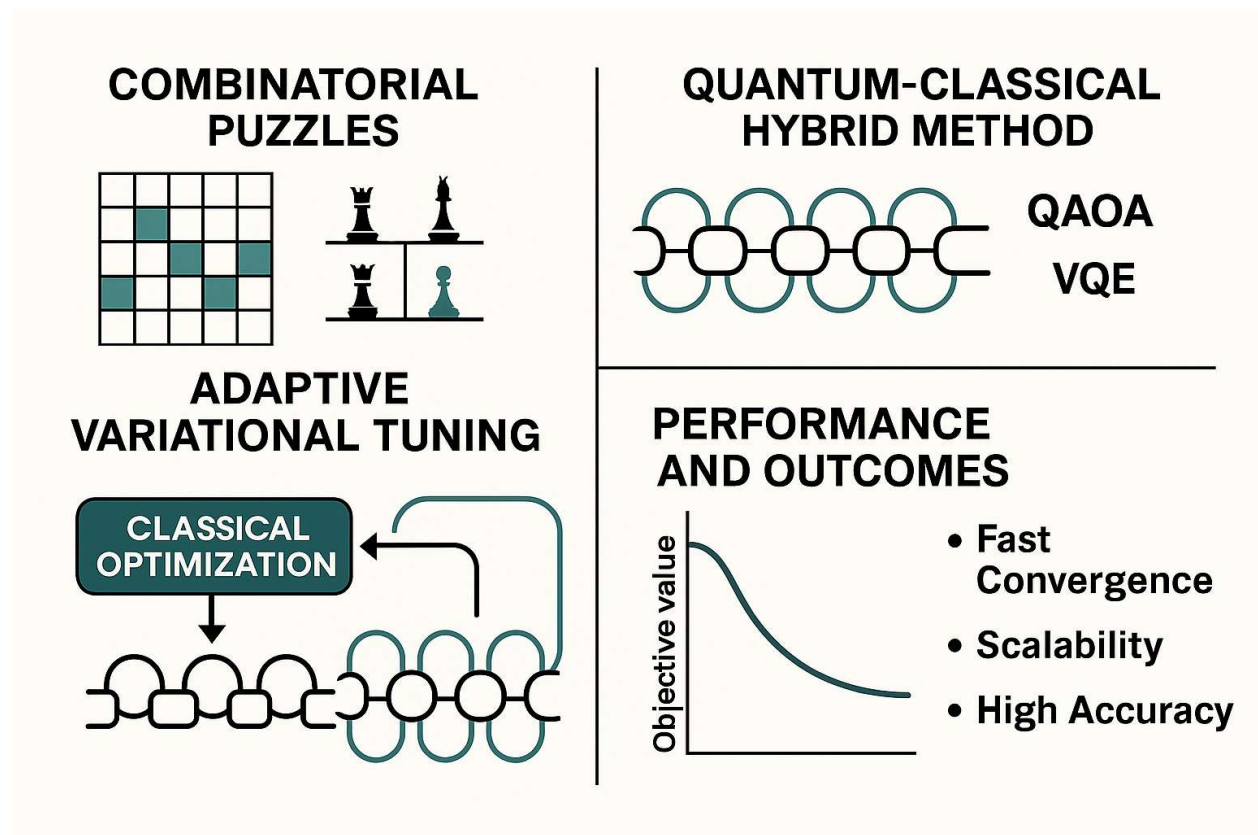 COMBINATORIAL
PUZZLES
ADAPTIVE
VARIATIONAL TUNING
CLASSICAL
OPTIMIZATION
QUANTUM-CLASSICAL
HYBRID METHOD
QAOA
VQE
PERFORMANCE
AND OUTCOMES
Objective value
• Fast
Convergence
• Scalability
• High Accuracy